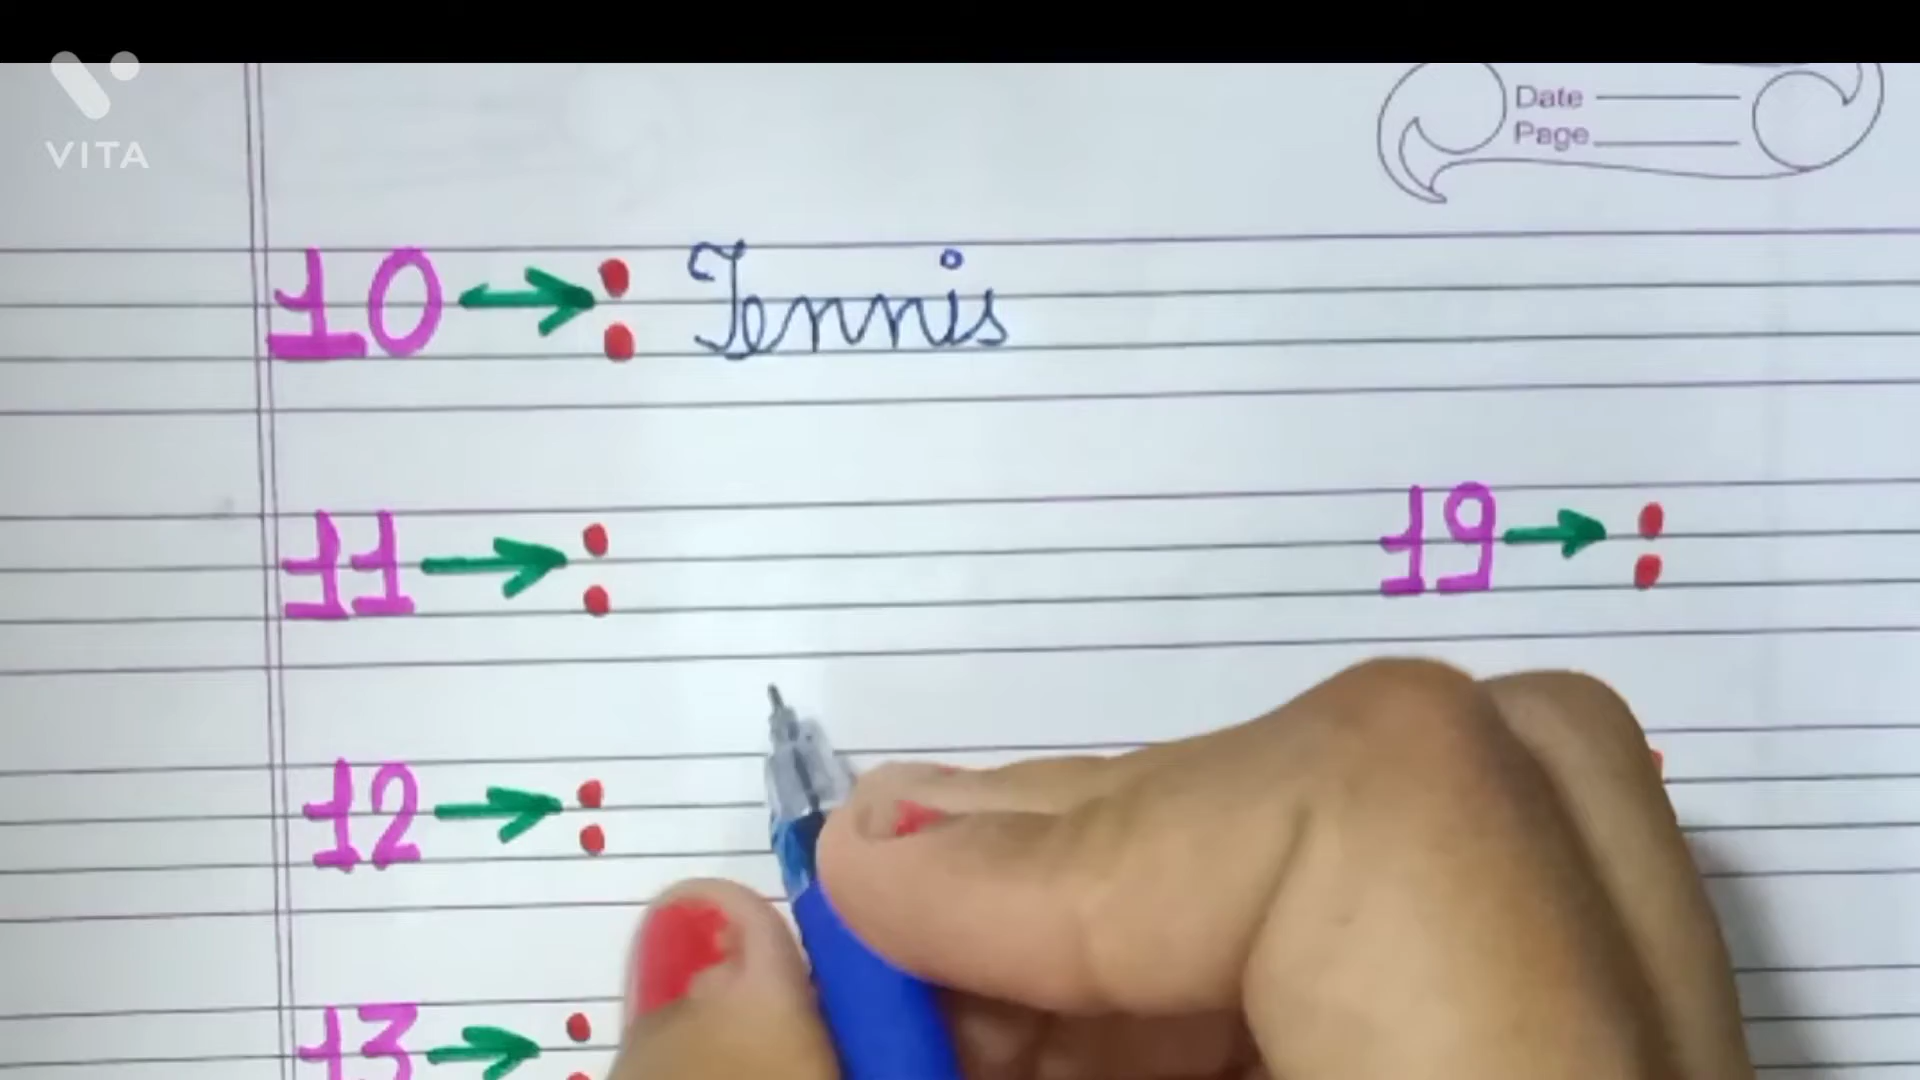 VITA
Date
Page
10 → : Tennis
11 → :
19 → :
12 → :
13 → :